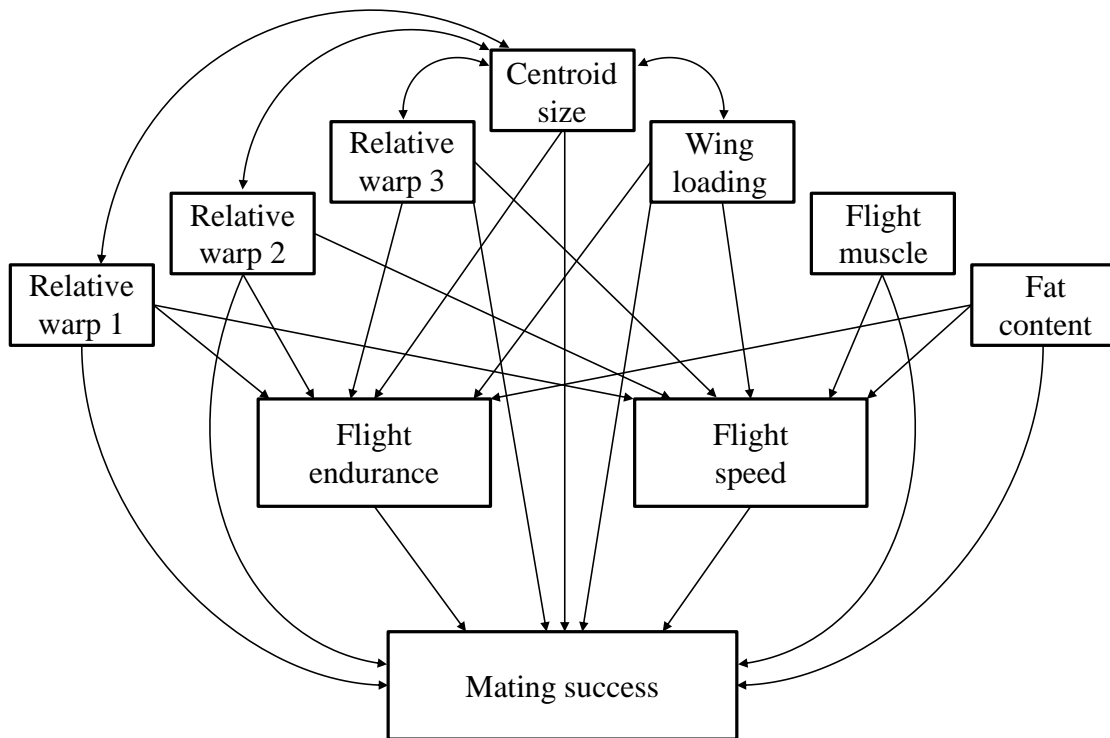 Centroid
size
Relative
warp 3
Wing
loading
Relative
warp 2
Flight
muscle
Relative
warp 1
Fat
content
Flight
endurance
Flight
speed
Mating success